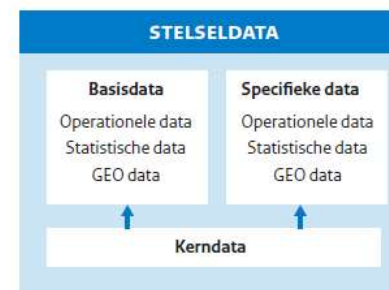 STELSELDATA
Basisdata
Operationele data
Statistische data
GEO data
Specifieke data
Operationele data
Statistische data
GEO data
Kerndata